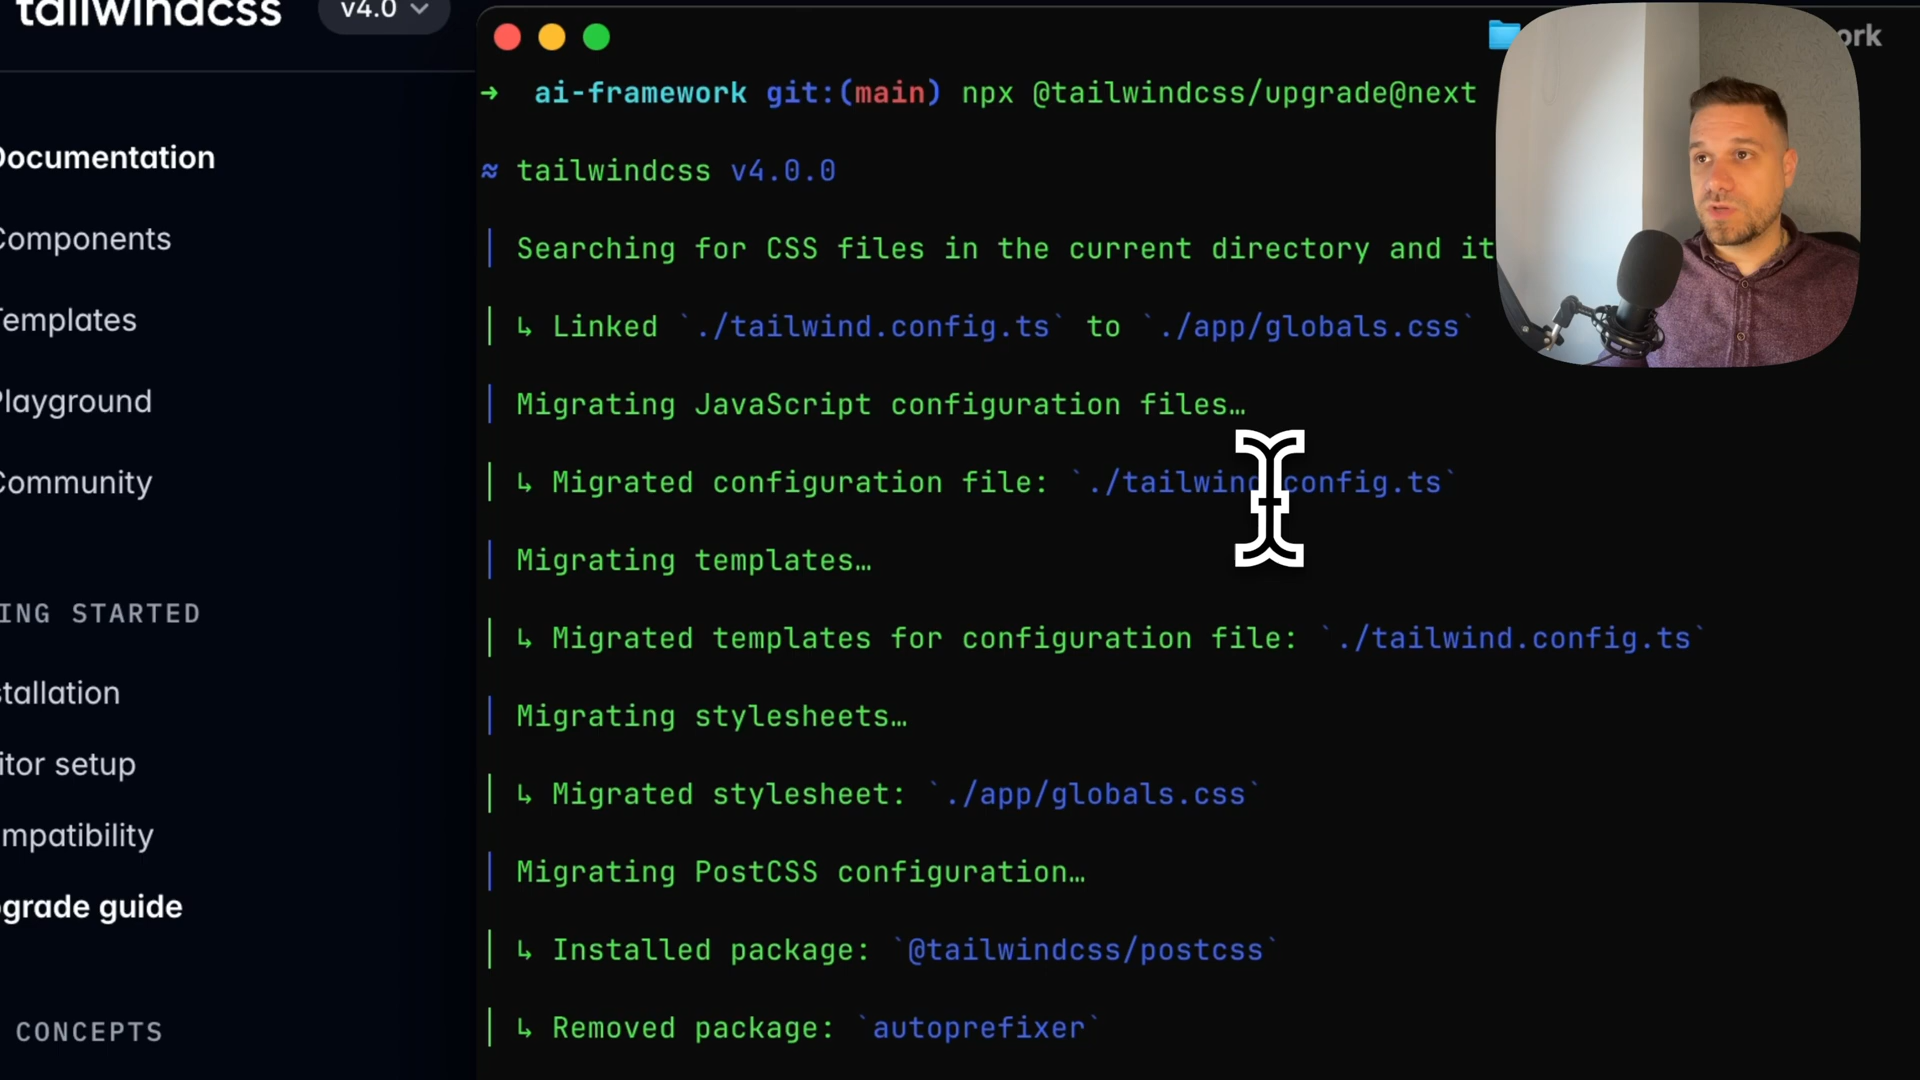 tailwindcss
v4.0
Documentation
Components
Templates
Playground
Community
ING STARTED
stallation
itor setup
mpatibility
grade guide
CONCEPTS
ork
→ ai-framework git:(main) npx @tailwindcss/upgrade@next
≈ tailwindcss v4.0.0
│ Searching for CSS files in the current directory and it
│ ↳ Linked `./tailwind.config.ts` to `./app/globals.css`
│ Migrating JavaScript configuration files…
│ ↳ Migrated configuration file: `./tailwind.config.ts`
│ Migrating templates…
│ ↳ Migrated templates for configuration file: `./tailwind.config.ts`
│ Migrating stylesheets…
│ ↳ Migrated stylesheet: `./app/globals.css`
│ Migrating PostCSS configuration…
│ ↳ Installed package: `@tailwindcss/postcss`
│ ↳ Removed package: `autoprefixer`